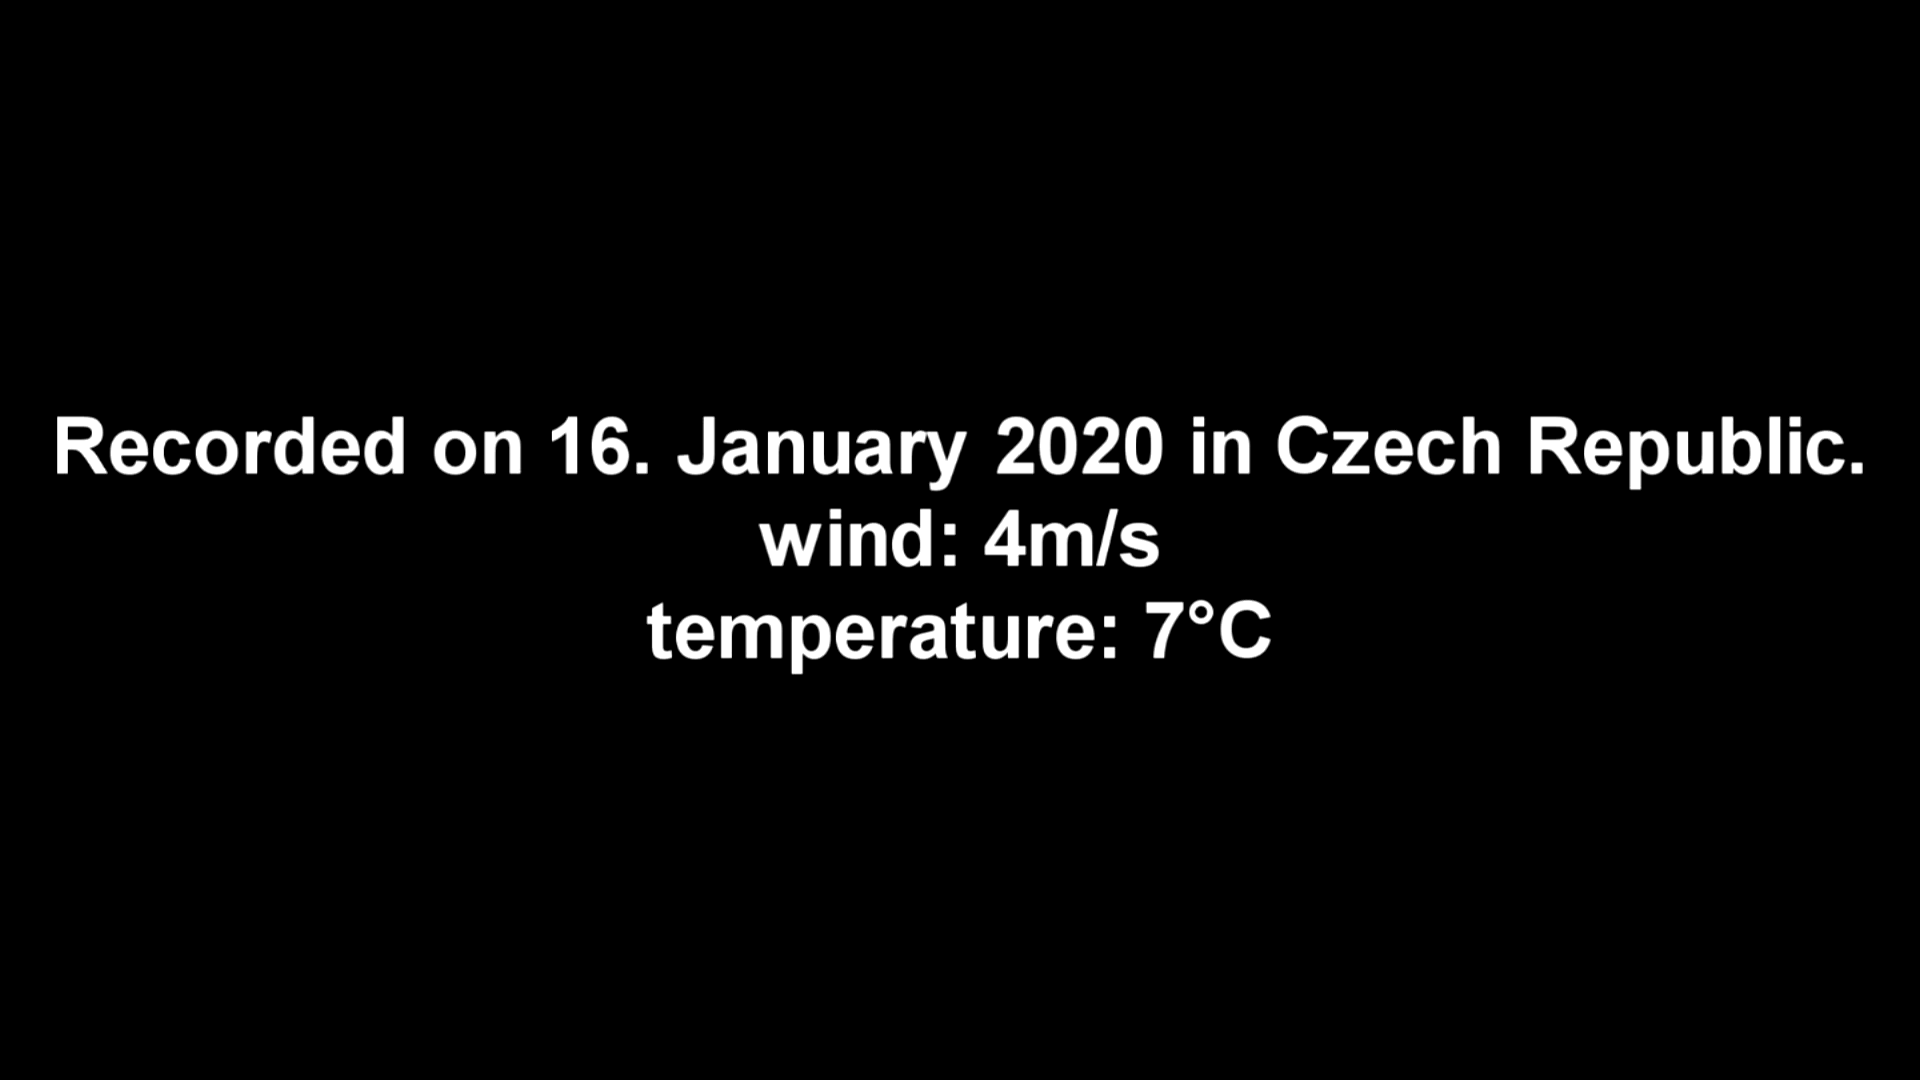 Recorded on 16. January 2020 in Czech Republic.
wind: 4m/s
temperature: 7°C